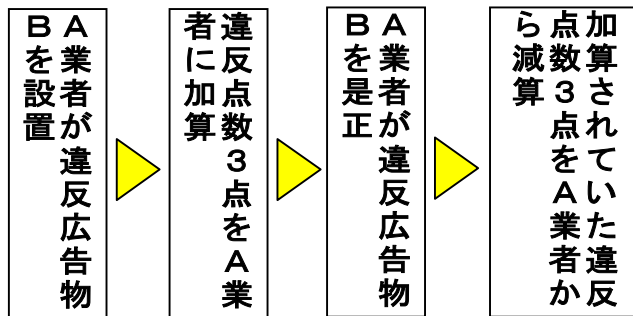 A業者が違反広告物
Bを設置
違反点数3点をA業
者に加算
A業者が違反広告物
Bを是正
加算されていた違反
点数3点をA業者か
ら減算